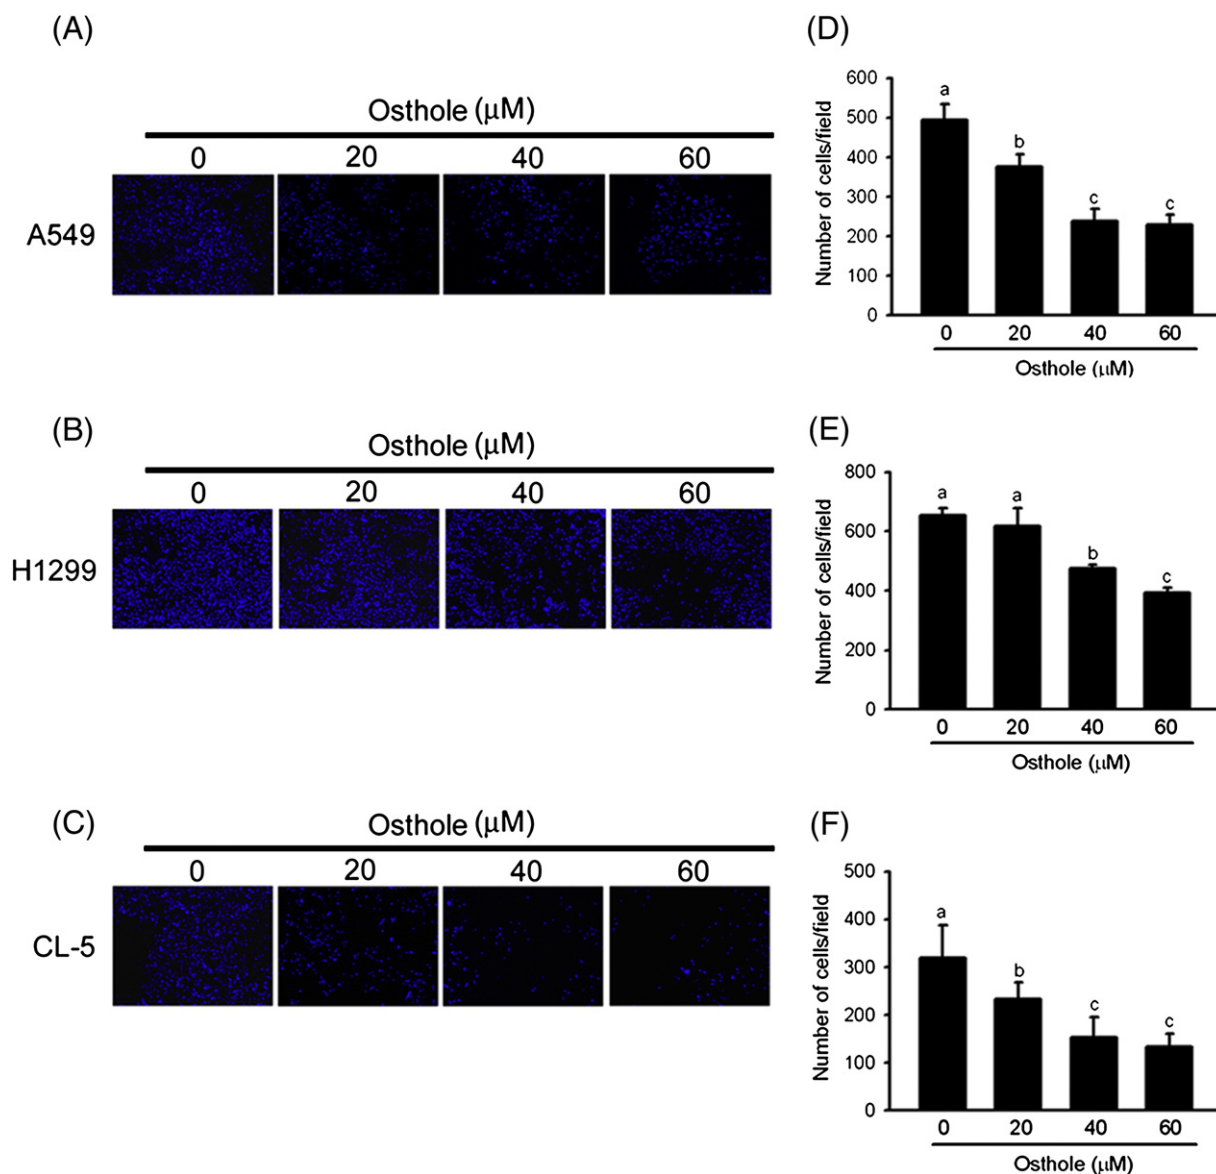 (A)
Osthole (μM)
0 20 40 60
A549
(D)
600
500
400
300
200
100
0
Number of cells/field
a
b
c
c
0 20 40 60
Osthole (μM)
(B)
Osthole (μM)
0 20 40 60
H1299
(E)
800
600
400
200
0
Number of cells/field
a
a
b
c
0 20 40 60
Osthole (μM)
(C)
Osthole (μM)
0 20 40 60
CL-5
(F)
500
400
300
200
100
0
Number of cells/field
a
b
c
c
0 20 40 60
Osthole (μM)